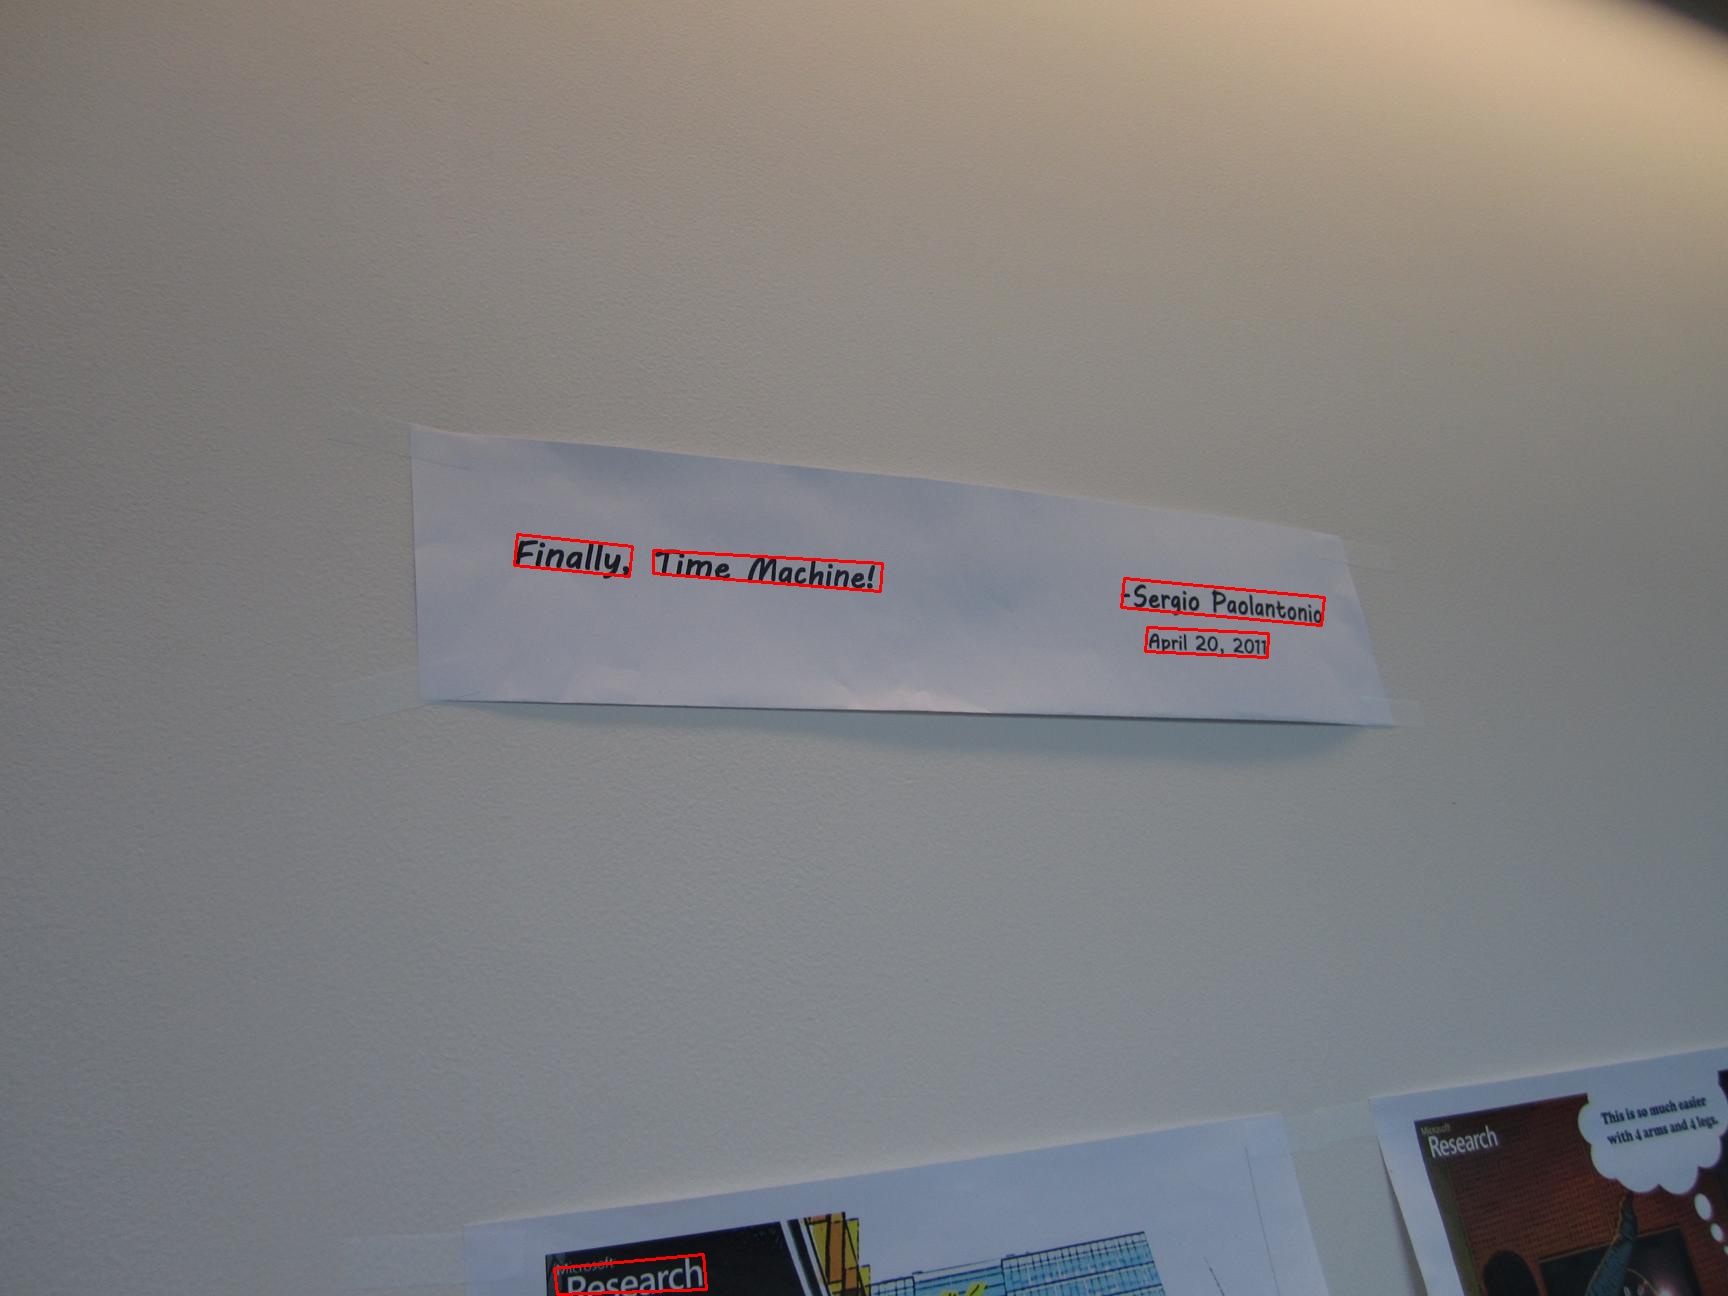 Finally, Time Machine!
-Sergio Paolantonio
April 20, 2011
This is so much easier
with 4 arms and 4 legs.
Microsoft
Research
Microsoft
Research